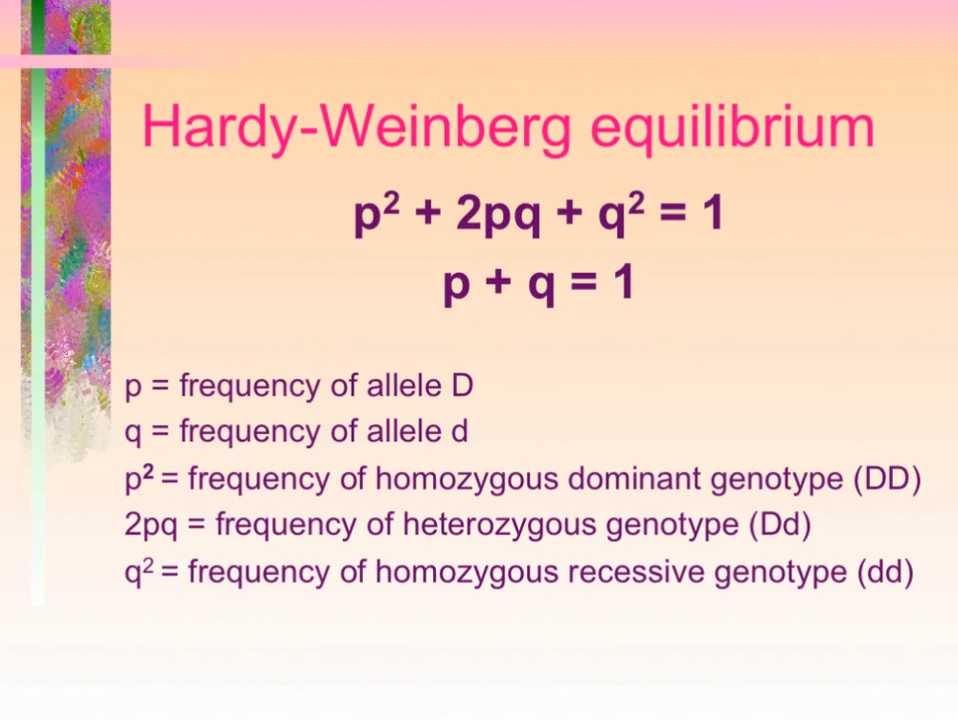 Hardy-Weinberg equilibrium
p² + 2pq + q² = 1
p + q = 1
p = frequency of allele D
q = frequency of allele d
p² = frequency of homozygous dominant genotype (DD)
2pq = frequency of heterozygous genotype (Dd)
q² = frequency of homozygous recessive genotype (dd)